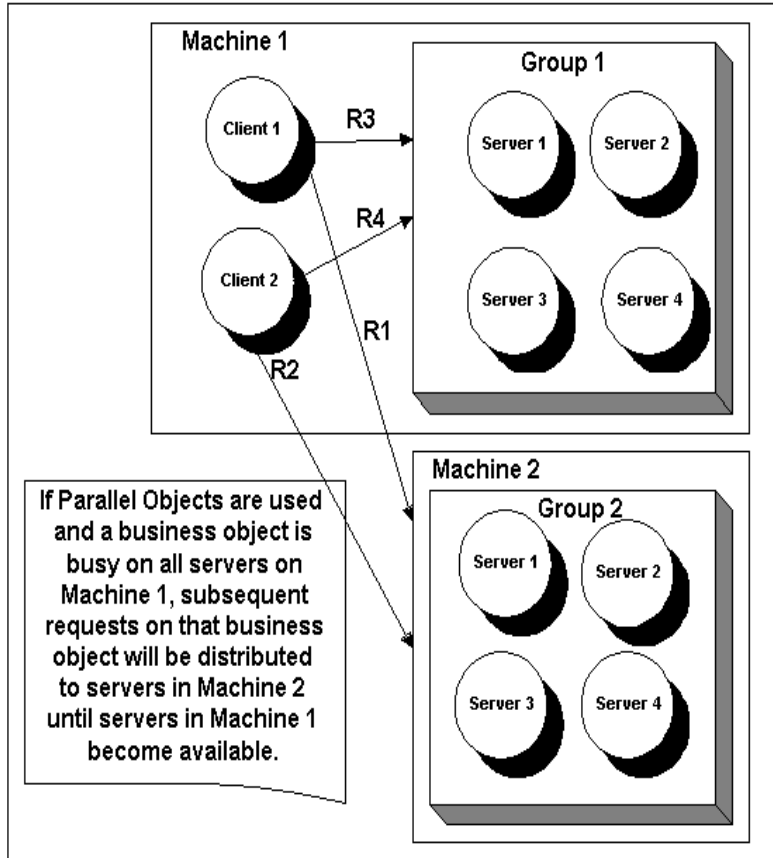 Machine 1
Group 1
Client 1
R3
Server 1
Server 2
R4
Client 2
Server 3
Server 4
R1
R2
Machine 2
Group 2
Server 1
Server 2
Server 3
Server 4
If Parallel Objects are used
and a business object is
busy on all servers on
Machine 1, subsequent
requests on that business
object will be distributed
to servers in Machine 2
until servers in Machine 1
become available.